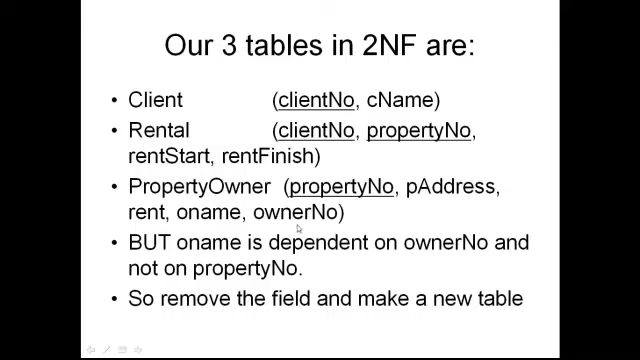 Our 3 tables in 2NF are:
• Client (clientNo, cName)
• Rental (clientNo, propertyNo,
rentStart, rentFinish)
• PropertyOwner (propertyNo, pAddress,
rent, oname, ownerNo)
• BUT oname is dependent on ownerNo and
not on propertyNo.
• So remove the field and make a new table